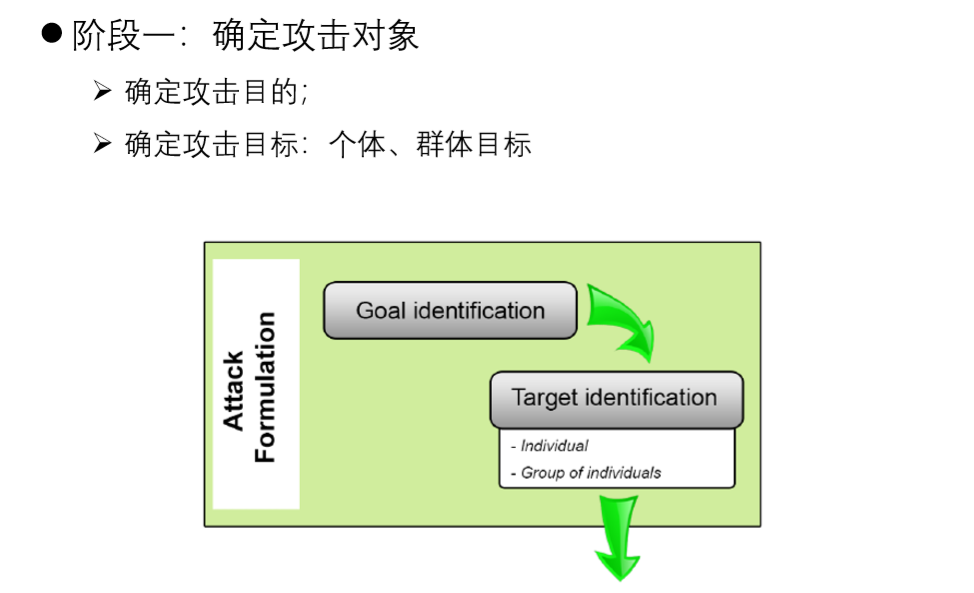 ● 阶段一：确定攻击对象
➢ 确定攻击目的；
➢ 确定攻击目标：个体、群体目标
Attack
Formulation
Goal identification
Target identification
- Individual
- Group of individuals